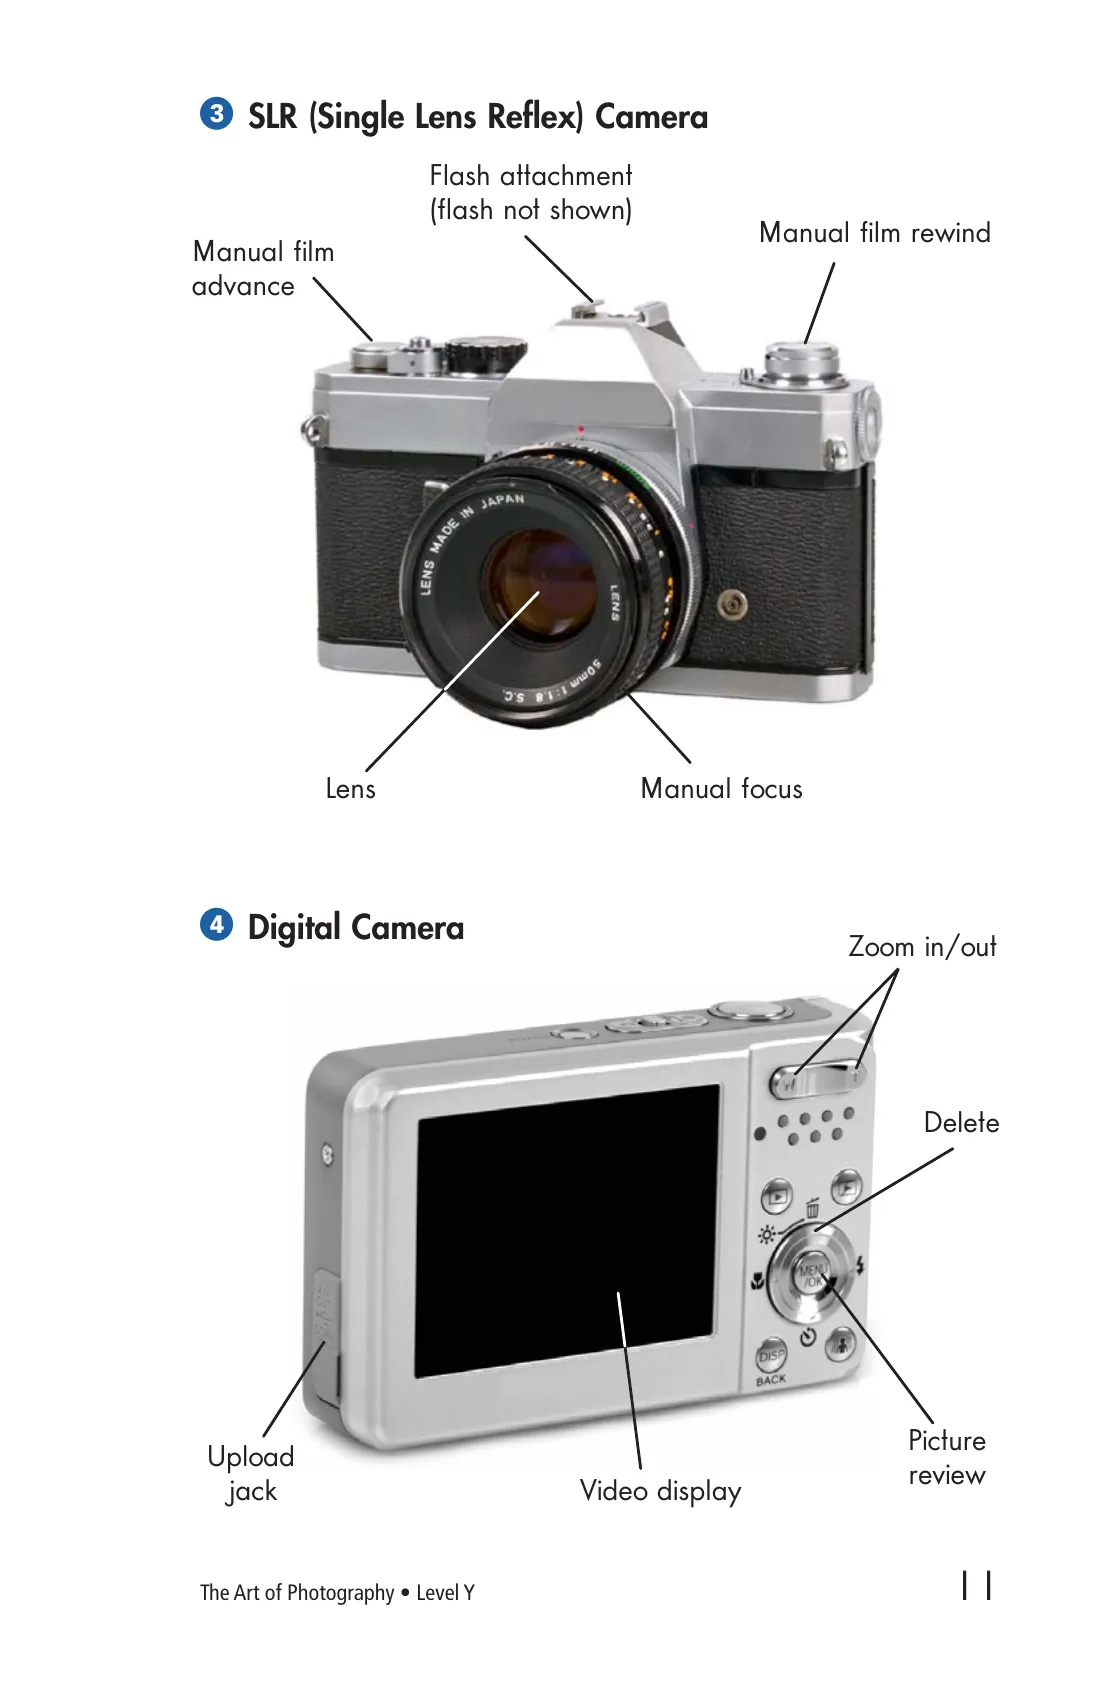 3 SLR (Single Lens Reflex) Camera
Flash attachment
(flash not shown)
Manual film rewind
Manual film
advance
LENS MADE IN JAPAN
LENS
50mm 1:1.8 S.C.
Lens
Manual focus
4 Digital Camera
Zoom in/out
Delete
MENU
/OK
DISP
BACK
Picture
review
Upload
jack
Video display
The Art of Photography • Level Y
11